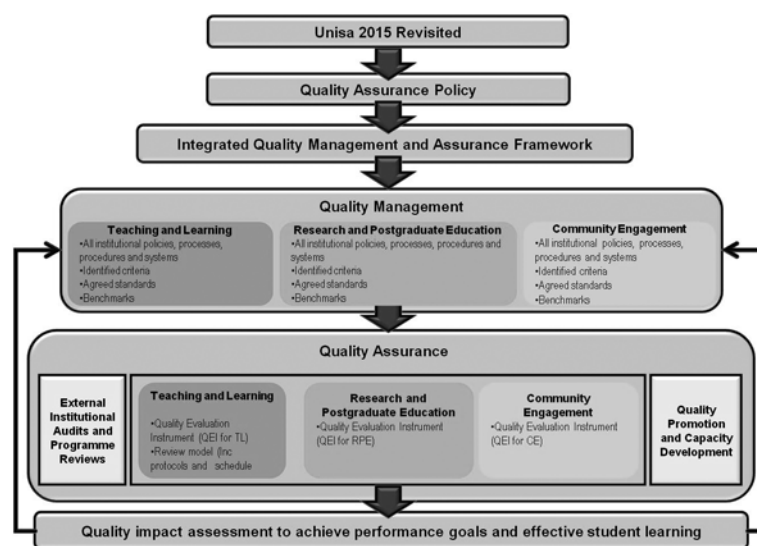 Unisa 2015 Revisited
Quality Assurance Policy
Integrated Quality Management and Assurance Framework
Quality Management
Teaching and Learning
•All institutional policies, processes,
procedures and systems
•Identified criteria
•Agreed standards
•Benchmarks
Research and Postgraduate Education
•All institutional policies, processes, procedures and
systems
•Identified criteria
•Agreed standards
•Benchmarks
Community Engagement
•All institutional policies, processes,
procedures and systems
•Identified criteria
•Agreed standards
•Benchmarks
Quality Assurance
External
Institutional
Audits and
Programme
Reviews
Teaching and Learning
•Quality Evaluation
Instrument (QEI for TL)
•Review model (Inc
protocols and schedule
Research and
Postgraduate Education
•Quality Evaluation Instrument
(QEI for RPE)
Community
Engagement
•Quality Evaluation Instrument
(QEI for CE)
Quality
Promotion
and Capacity
Development
Quality impact assessment to achieve performance goals and effective student learning